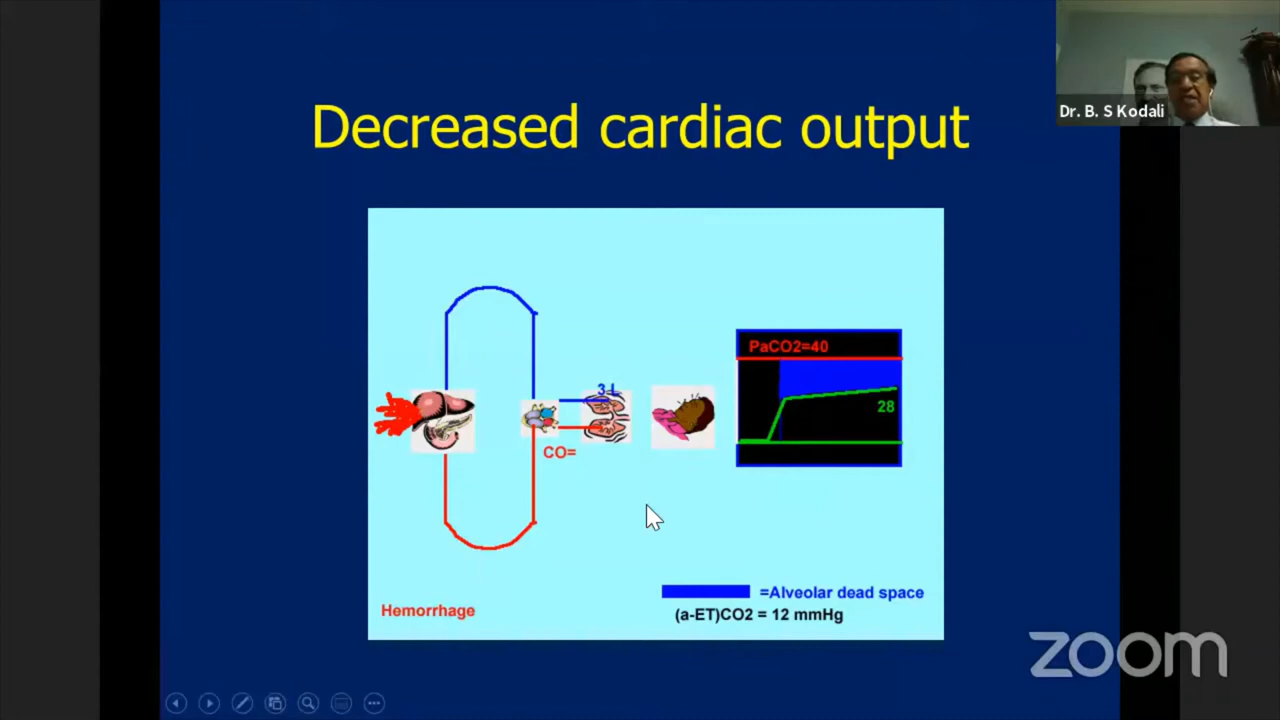 Dr. B. S Kodali
Decreased cardiac output
PaCO2=40
3 L
28
CO=
=Alveolar dead space
(a-ET)CO2 = 12 mmHg
Hemorrhage
zoom